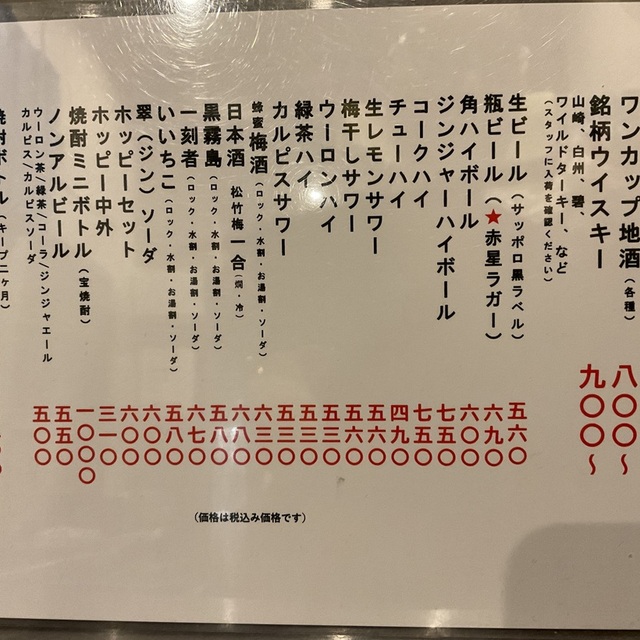 ワンカップ地酒（各種） 八〇〇〜
銘柄ウイスキー 九〇〇〜
山崎、白州、碧、
ワイルドターキー、など
（スタッフに入荷を確認ください）
生ビール（サッポロ黒ラベル） 五六〇
瓶ビール（★赤星ラガー） 六九〇
角ハイボール 六〇〇
ジンジャーハイボール 七五〇
コークハイ 七五〇
チューハイ 四九〇
生レモンサワー 五六〇
梅干しサワー 五六〇
ウーロンハイ 五三〇
緑茶ハイ 五三〇
カルピスサワー 五三〇
蜂蜜梅酒（ロック・水割・お湯割・ソーダ） 六三〇
日本酒 松竹梅 一合（燗・冷） 六八〇
黒霧島（ロック・水割・お湯割・ソーダ） 五八〇
一刻者（ロック・水割・お湯割・ソーダ） 六七〇
いいちこ（ロック・水割・お湯割・ソーダ） 五八〇
翠（ジン）ソーダ 六〇〇
ホッピーセット 六〇〇
ホッピー中外 三一〇
焼酎ミニボトル（宝焼酎） 一〇〇〇
ノンアルビール 五五〇
ウーロン茶/緑茶/コーラ/ジンジャエール
カルピス/カルピスソーダ 五〇〇
（価格は税込み価格です）